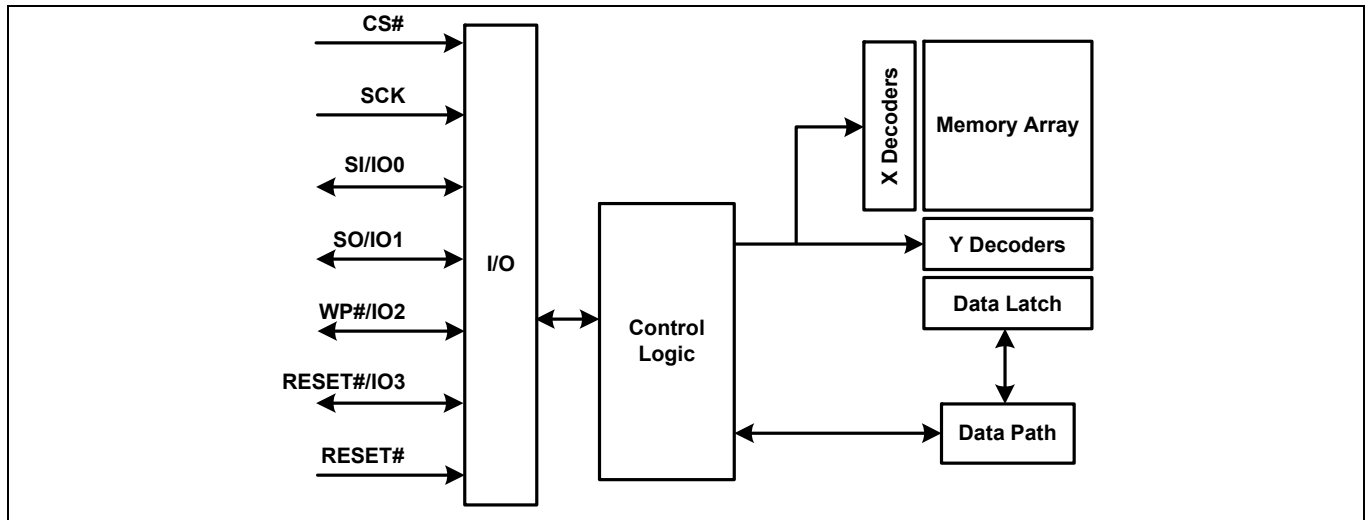 CS#
SCK
SI/IO0
SO/IO1
WP#/IO2
RESET#/IO3
RESET#
I/O
Control
Logic
X Decoders
Memory Array
Y Decoders
Data Latch
Data Path